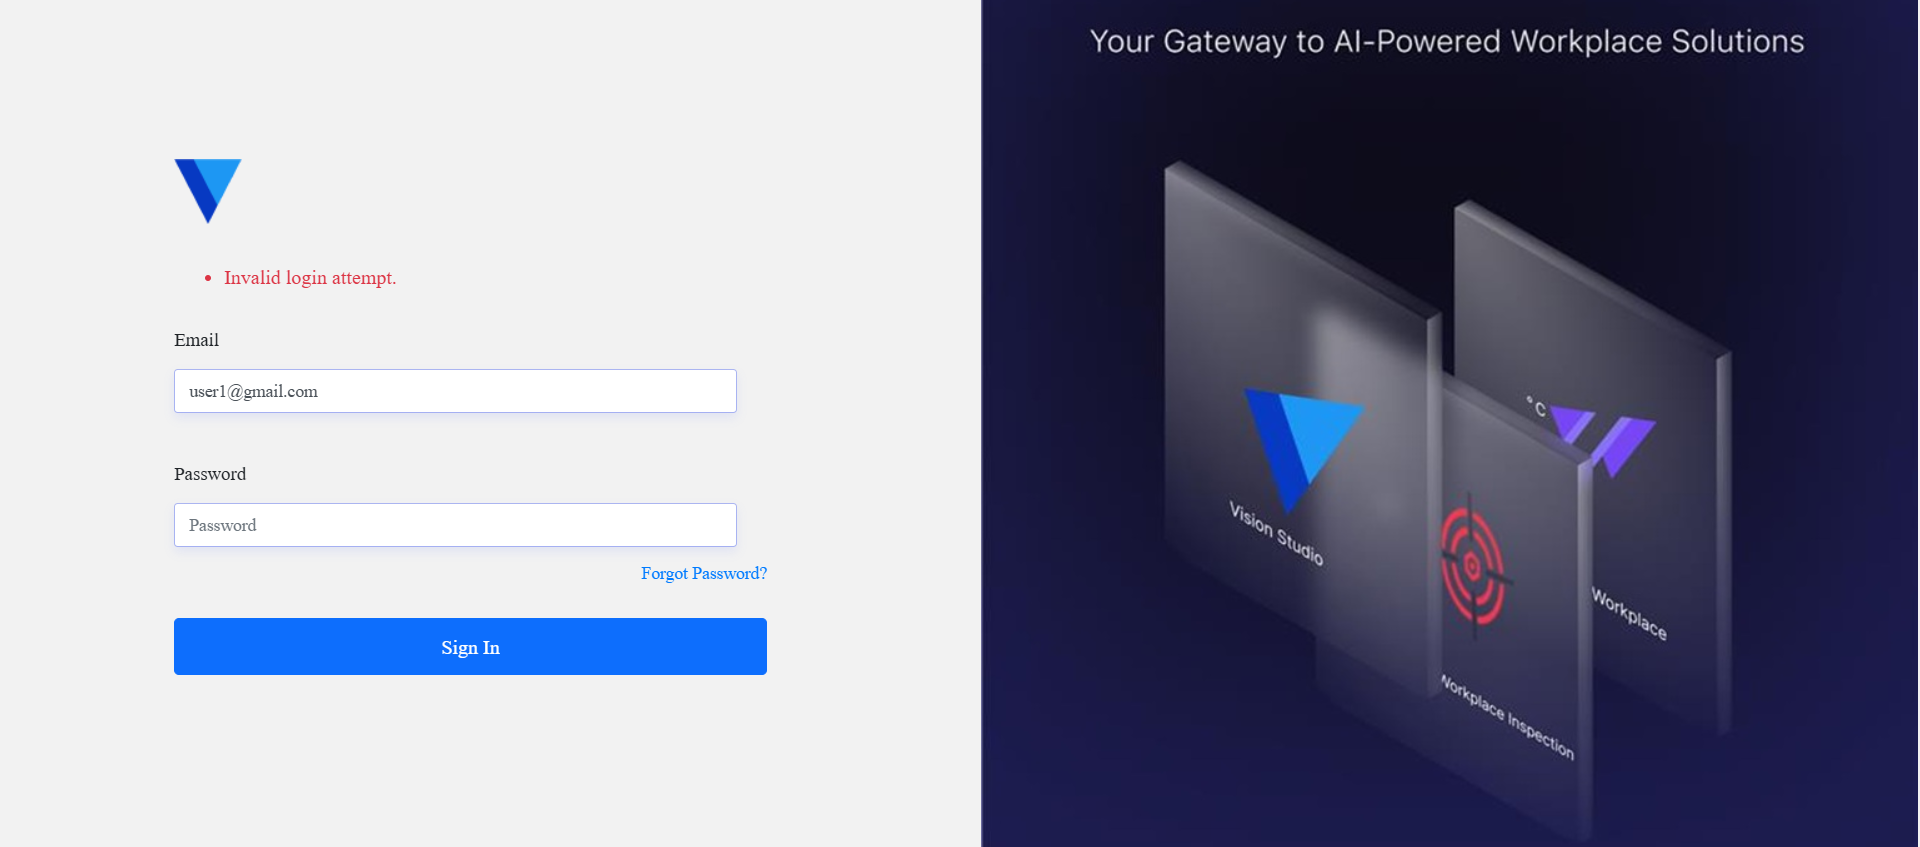 Invalid login attempt.
Email
user1@gmail.com
Password
Password
Forgot Password?
Sign In
Your Gateway to AI-Powered Workplace Solutions
Vision Studio
° C
Workplace
Workplace Inspection